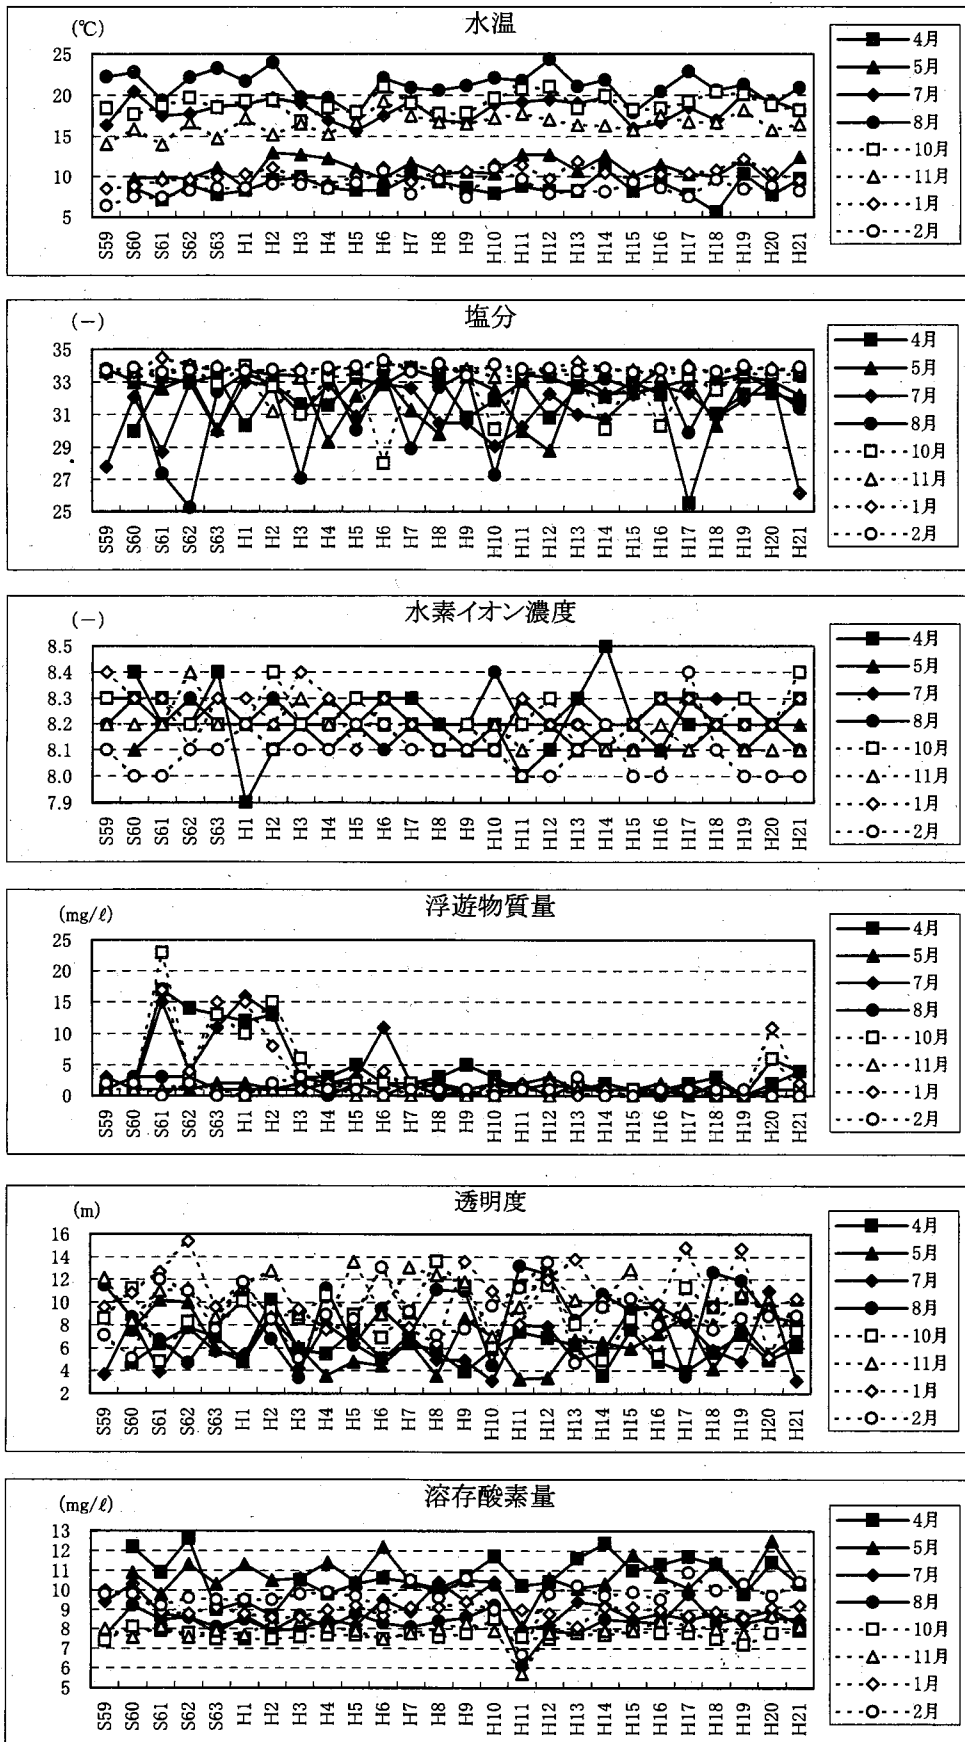 水温
(℃)
25
20
15
10
5
S59 S60 S61 S62 S63 H1 H2 H3 H4 H5 H6 H7 H8 H9 H10 H11 H12 H13 H14 H15 H16 H17 H18 H19 H20 H21
4月
5月
7月
8月
10月
11月
1月
2月
塩分
(-)
35
33
31
29
27
25
S59 S60 S61 S62 S63 H1 H2 H3 H4 H5 H6 H7 H8 H9 H10 H11 H12 H13 H14 H15 H16 H17 H18 H19 H20 H21
4月
5月
7月
8月
10月
11月
1月
2月
水素イオン濃度
(-)
8.5
8.4
8.3
8.2
8.1
8.0
7.9
S59 S60 S61 S62 S63 H1 H2 H3 H4 H5 H6 H7 H8 H9 H10 H11 H12 H13 H14 H15 H16 H17 H18 H19 H20 H21
4月
5月
7月
8月
10月
11月
1月
2月
浮遊物質量
(mg/ℓ)
25
20
15
10
5
0
S59 S60 S61 S62 S63 H1 H2 H3 H4 H5 H6 H7 H8 H9 H10 H11 H12 H13 H14 H15 H16 H17 H18 H19 H20 H21
4月
5月
7月
8月
10月
11月
1月
2月
透明度
(m)
16
14
12
10
8
6
4
2
S59 S60 S61 S62 S63 H1 H2 H3 H4 H5 H6 H7 H8 H9 H10 H11 H12 H13 H14 H15 H16 H17 H18 H19 H20 H21
4月
5月
7月
8月
10月
11月
1月
2月
溶存酸素量
(mg/ℓ)
13
12
11
10
9
8
7
6
5
S59 S60 S61 S62 S63 H1 H2 H3 H4 H5 H6 H7 H8 H9 H10 H11 H12 H13 H14 H15 H16 H17 H18 H19 H20 H21
4月
5月
7月
8月
10月
11月
1月
2月